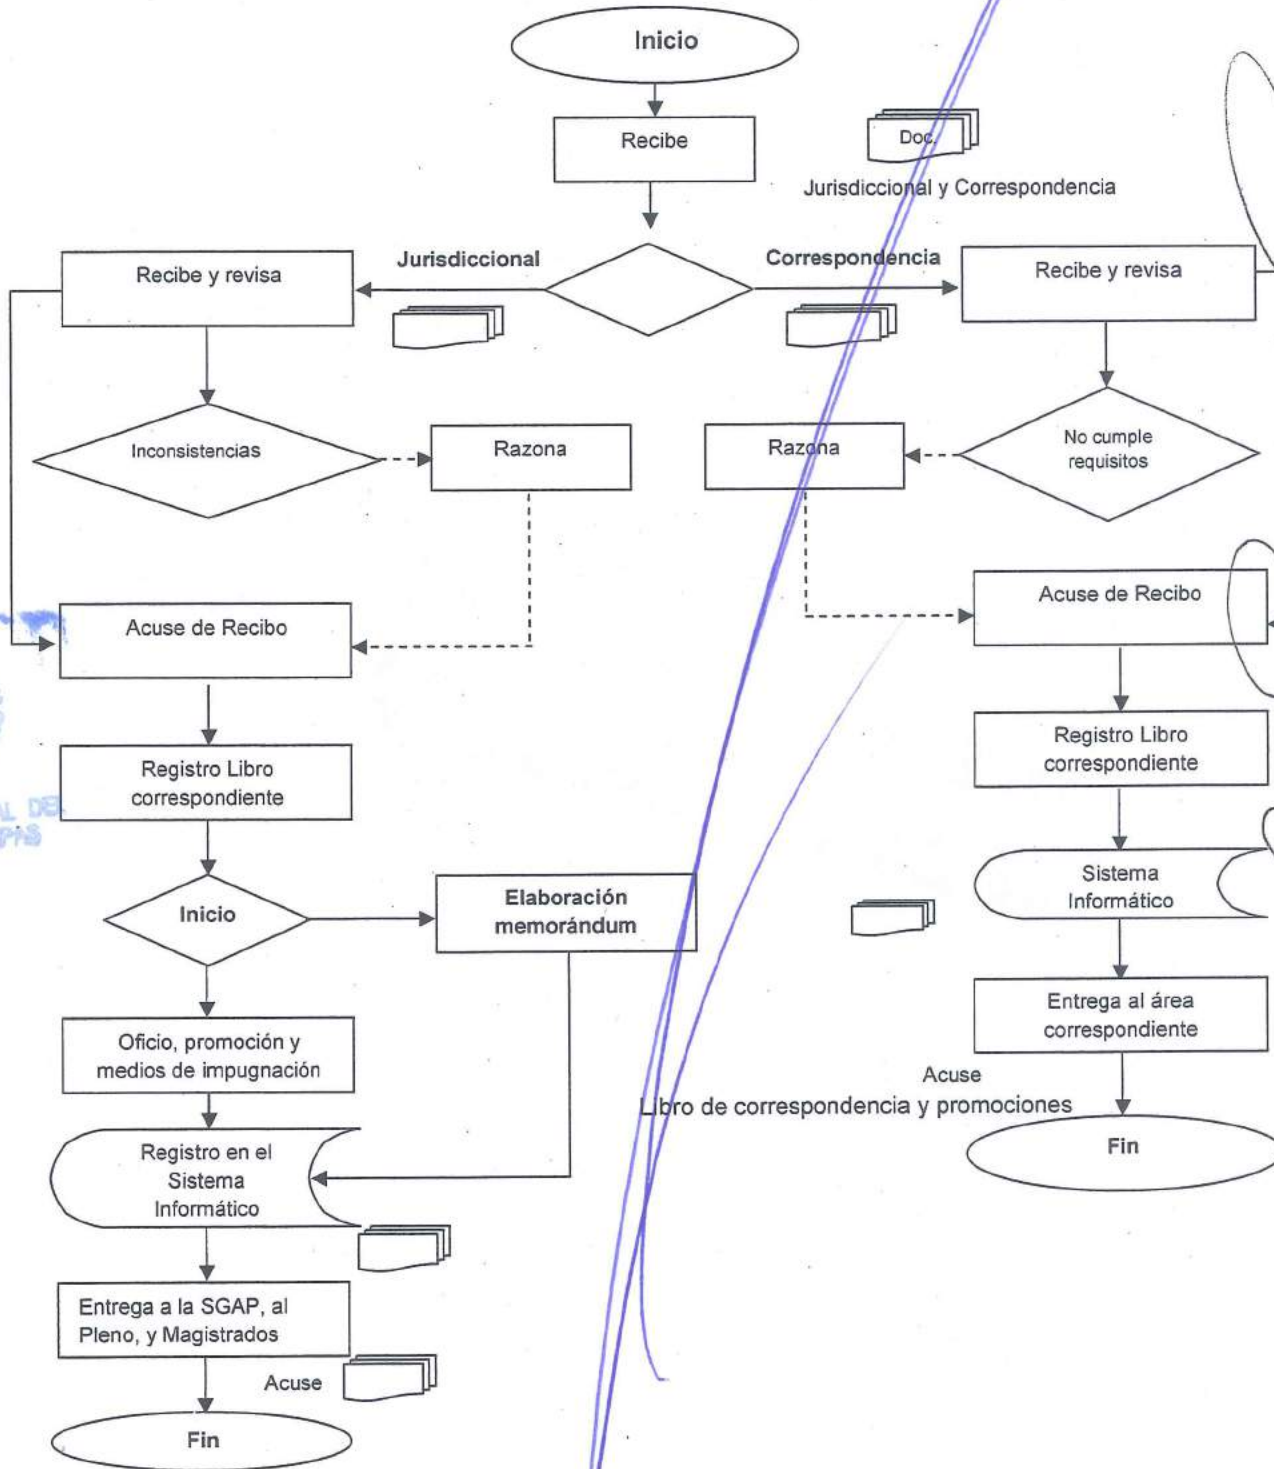 Inicio
Recibe
Doc.
Jurisdiccional y Correspondencia
Jurisdiccional
Correspondencia
Recibe y revisa
Recibe y revisa
Inconsistencias
Razona
Razona
No cumple
requisitos
Acuse de Recibo
Acuse de Recibo
Registro Libro
correspondiente
Registro Libro
correspondiente
Inicio
Elaboración
memorándum
Sistema
Informático
Oficio, promoción y
medios de impugnación
Entrega al área
correspondiente
Acuse
Libro de correspondencia y promociones
Registro en el
Sistema
Informático
Fin
Entrega a la SGAP, al
Pleno, y Magistrados
Acuse
Fin
AL DEL